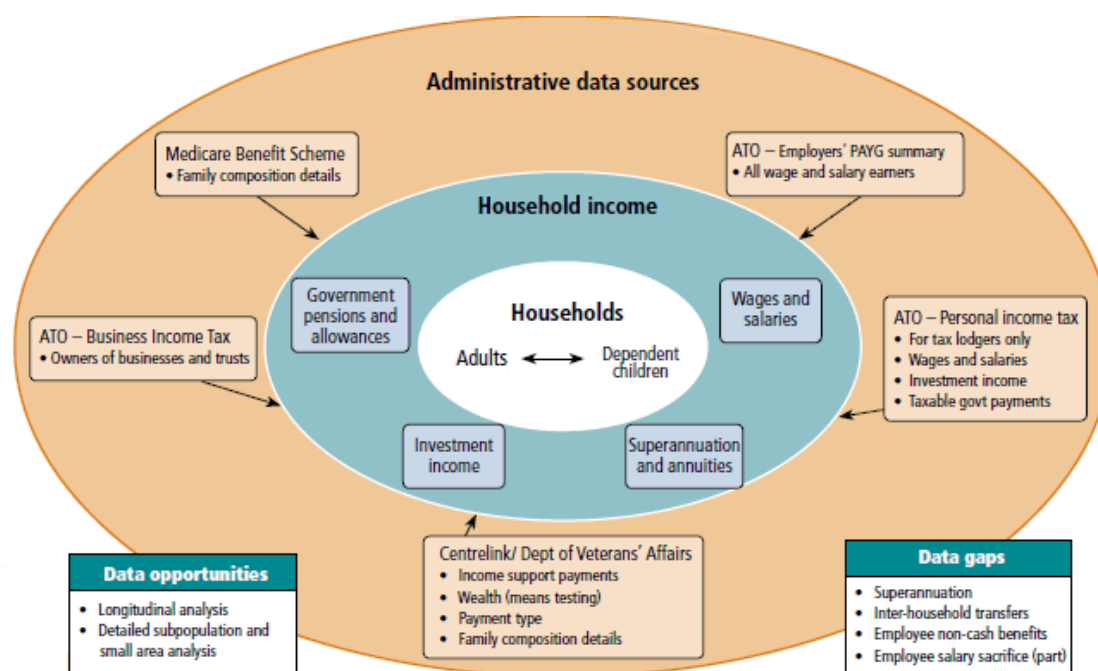 Administrative data sources
Medicare Benefit Scheme
• Family composition details
ATO – Employers' PAYG summary
• All wage and salary earners
Household income
Government
pensions and
allowances
Wages and
salaries
Households
Adults
Dependent
children
ATO – Business Income Tax
• Owners of businesses and trusts
ATO – Personal income tax
• For tax lodgers only
• Wages and salaries
• Investment income
• Taxable govt payments
Investment
income
Superannuation
and annuities
Centrelink/ Dept of Veterans' Affairs
• Income support payments
• Wealth (means testing)
• Payment type
• Family composition details
Data opportunities
• Longitudinal analysis
• Detailed subpopulation and
small area analysis
Data gaps
• Superannuation
• Inter-household transfers
• Employee non-cash benefits
• Employee salary sacrifice (part)